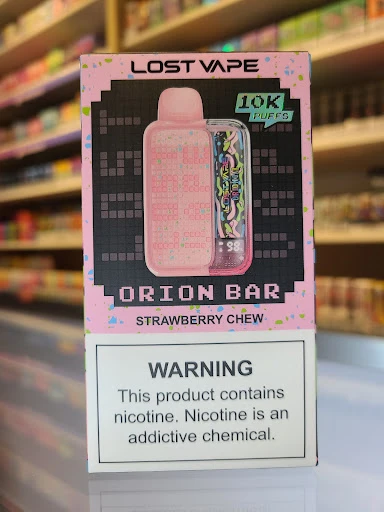 LOST VAPE
10K
PUFFS
ORION BAR
STRAWBERRY CHEW
WARNING
This product contains
nicotine. Nicotine is an
addictive chemical.